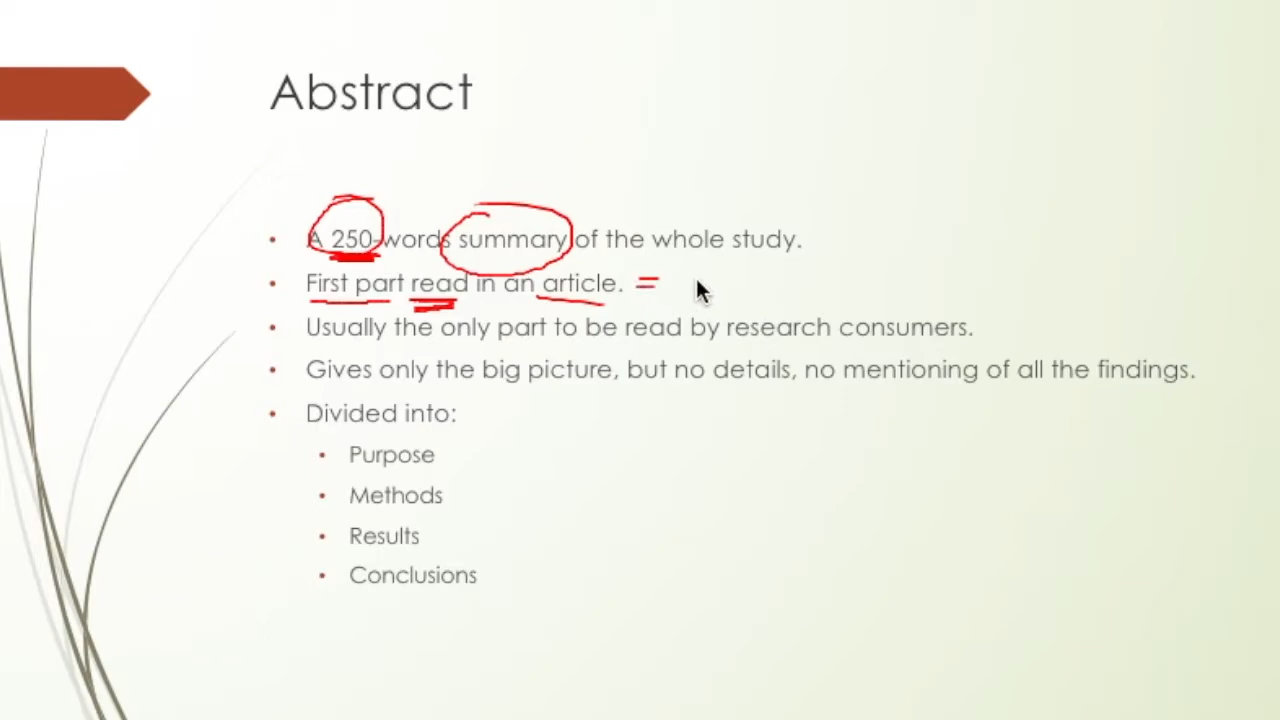 Abstract
• A 250-words summary of the whole study.
• First part read in an article. =
• Usually the only part to be read by research consumers.
• Gives only the big picture, but no details, no mentioning of all the findings.
• Divided into:
• Purpose
• Methods
• Results
• Conclusions